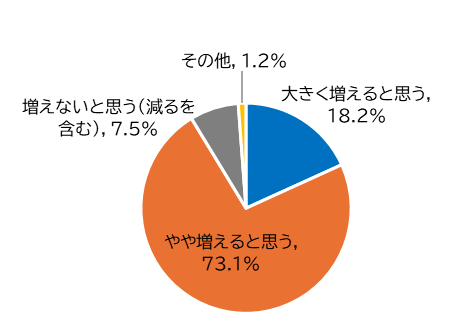 その他, 1.2%
大きく増えると思う,
18.2%
増えないと思う(減るを
含む), 7.5%
やや増えると思う,
73.1%